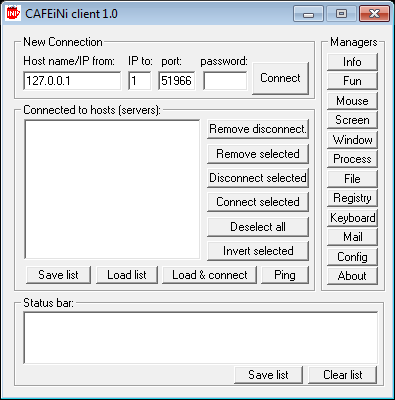 CAFEiNi client 1.0
New Connection
Host name/IP from: IP to: port: password:
127.0.0.1 1 51966
Connect
Connected to hosts (servers):
Remove disconnect.
Remove selected
Disconnect selected
Connect selected
Deselect all
Invert selected
Save list Load list Load & connect Ping
Managers
Info
Fun
Mouse
Screen
Window
Process
File
Registry
Keyboard
Mail
Config
About
Status bar:
Save list Clear list